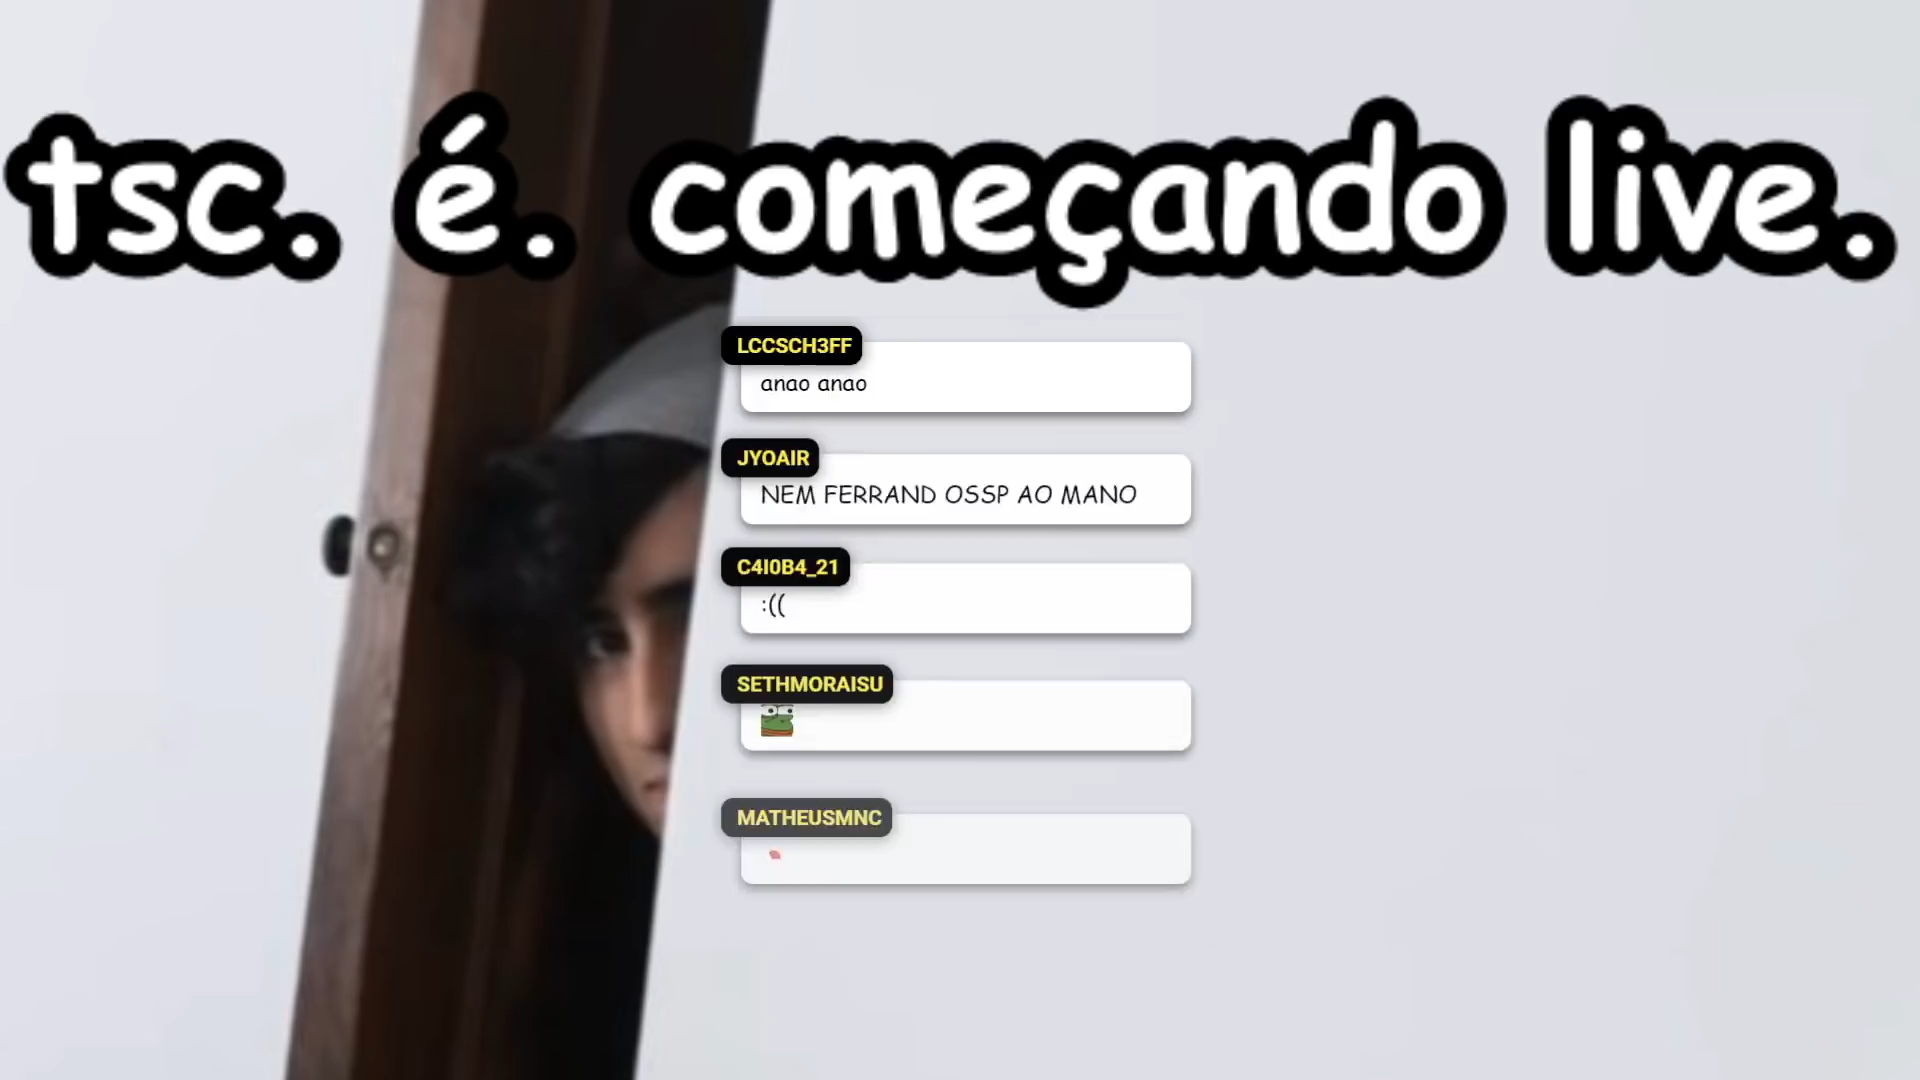 tsc. é. começando live.
LCCSCH3FF
anao anao
JYOAIR
NEM FERRAND OSSP AO MANO
C4I0B4_21
:((
SETHMORAISU
MATHEUSMNC